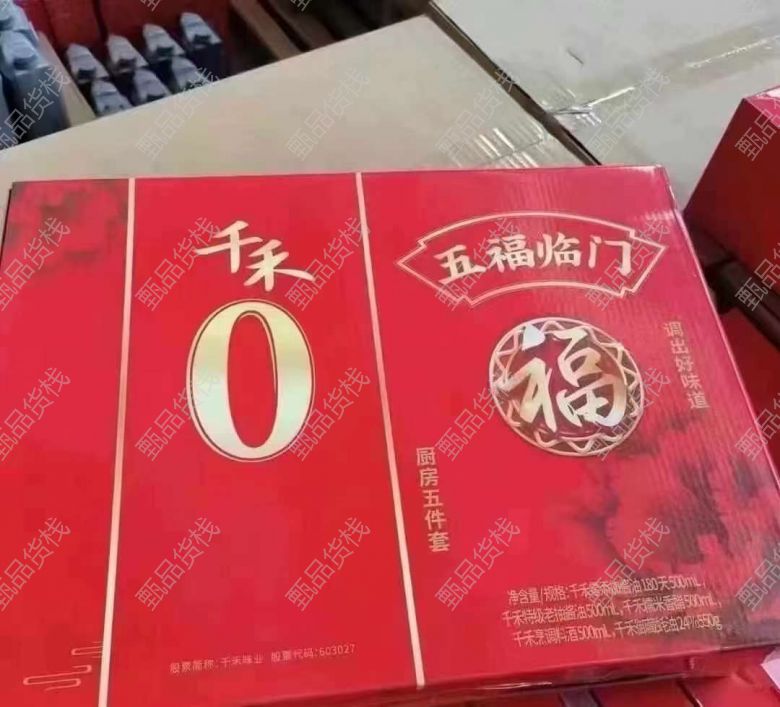 千禾
0
五福临门
福
调出好味道
厨房五件套
净含量/规格:千禾零添加酱油180天500mL,
千禾特级老抽酱油500mL,千禾糯米香醋500mL,
千禾烹调料酒500mL,千禾御藏蚝油24%550g
股票简称:千禾味业 股票代码:603027
甄品货栈